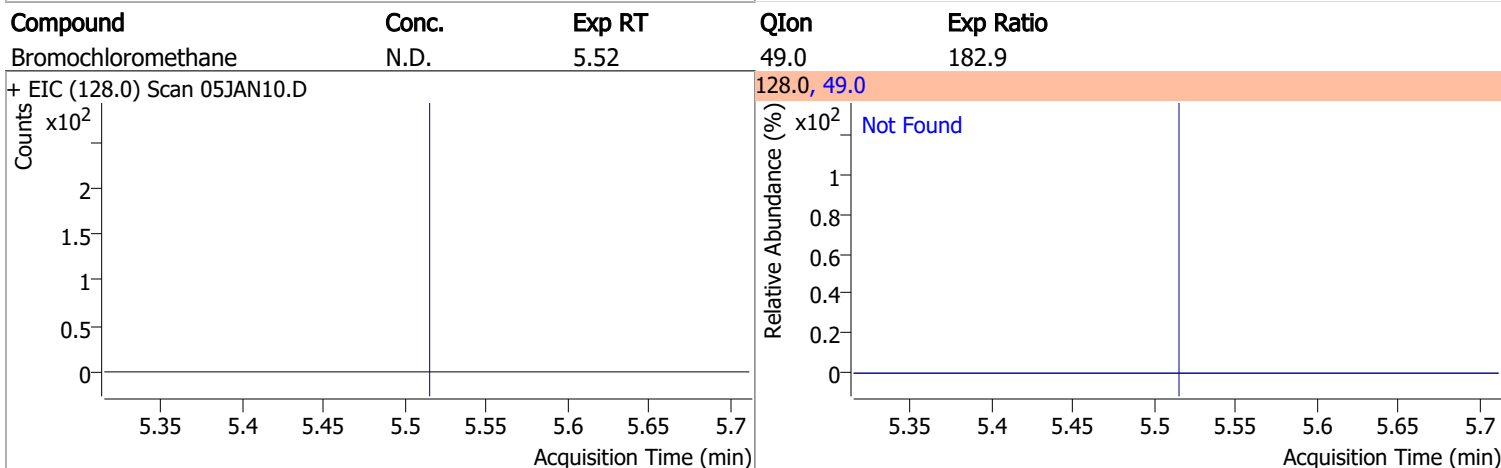 Compound Conc. Exp RT QIon Exp Ratio
Bromochloromethane N.D. 5.52 49.0 182.9
+ EIC (128.0) Scan 05JAN10.D
Counts
x10²
2
1.5
1
0.5
0
5.35 5.4 5.45 5.5 5.55 5.6 5.65 5.7
Acquisition Time (min)
128.0, 49.0
Relative Abundance (%)
x10²
Not Found
1
0.8
0.6
0.4
0.2
0
5.35 5.4 5.45 5.5 5.55 5.6 5.65 5.7
Acquisition Time (min)